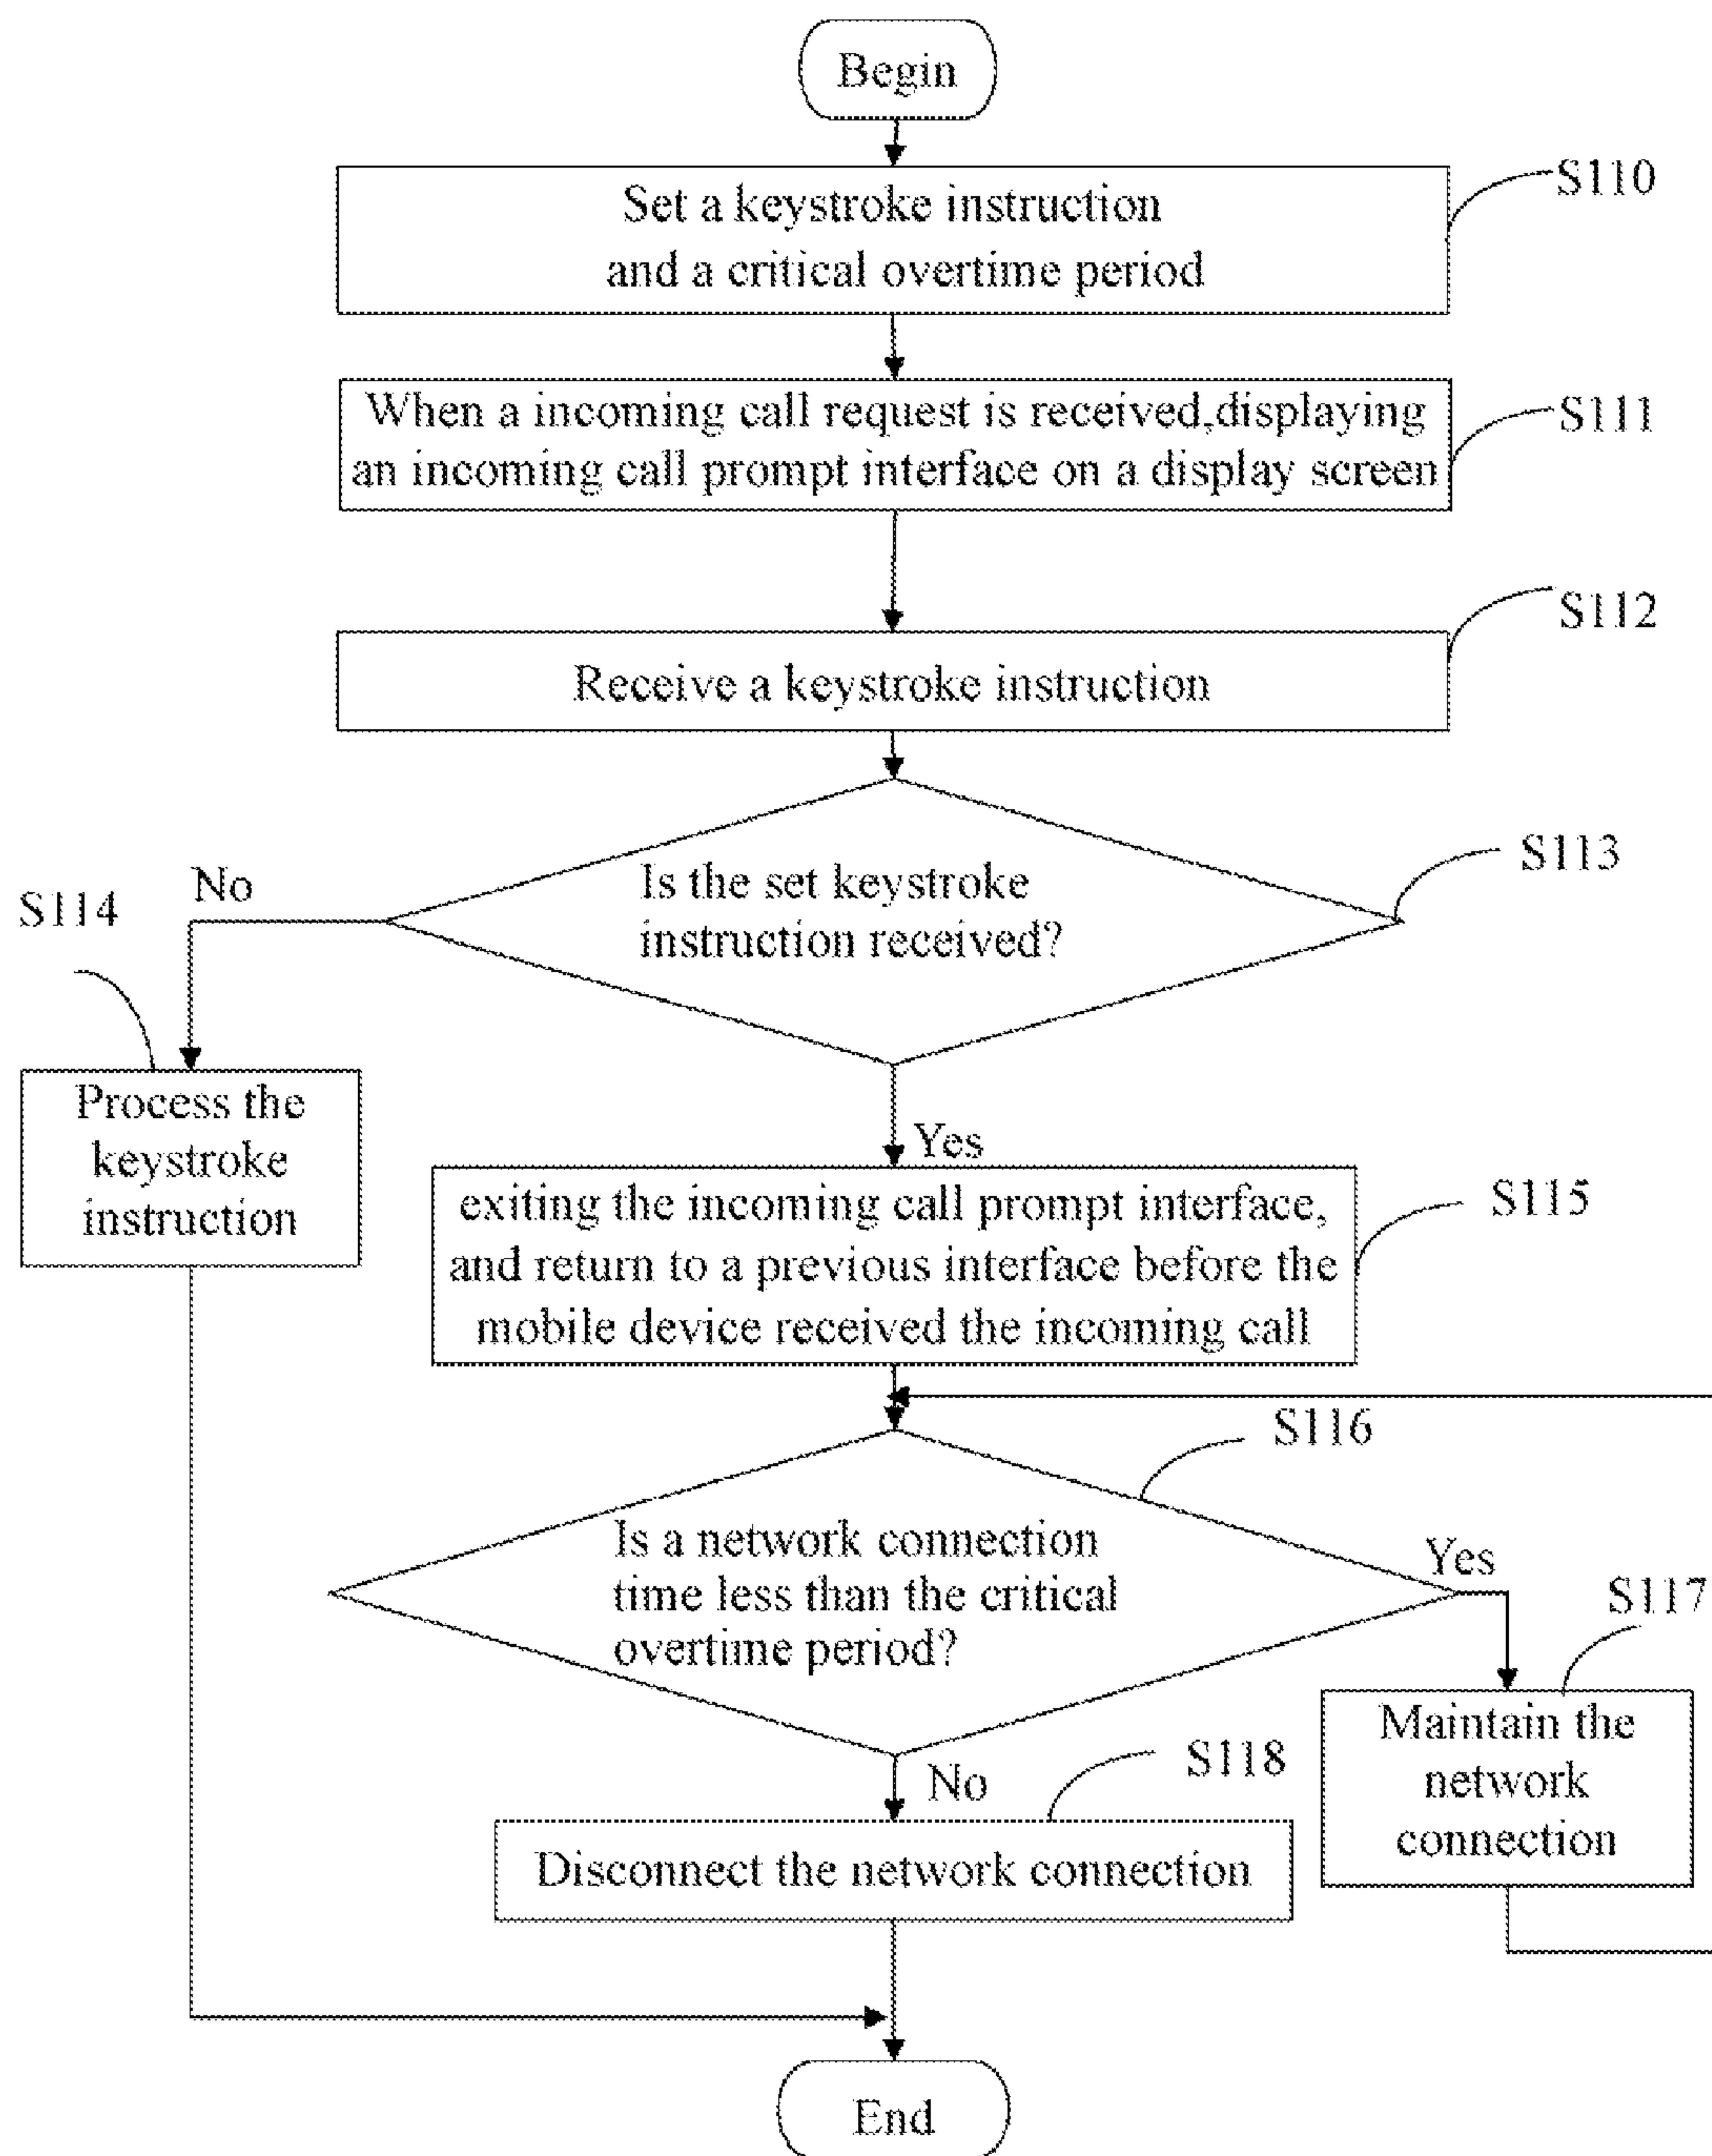 Begin
Set a keystroke instruction
and a critical overtime period
S110
When a incoming call request is received,displaying
an incoming call prompt interface on a display screen
S111
S112
Receive a keystroke instruction
S113
Is the set keystroke
instruction received?
No
S114
Process the
keystroke
instruction
Yes
exiting the incoming call prompt interface,
and return to a previous interface before the
mobile device received the incoming call
S115
S116
Is a network connection
time less than the critical
overtime period?
Yes
S117
Maintain the
network
connection
No
S118
Disconnect the network connection
End